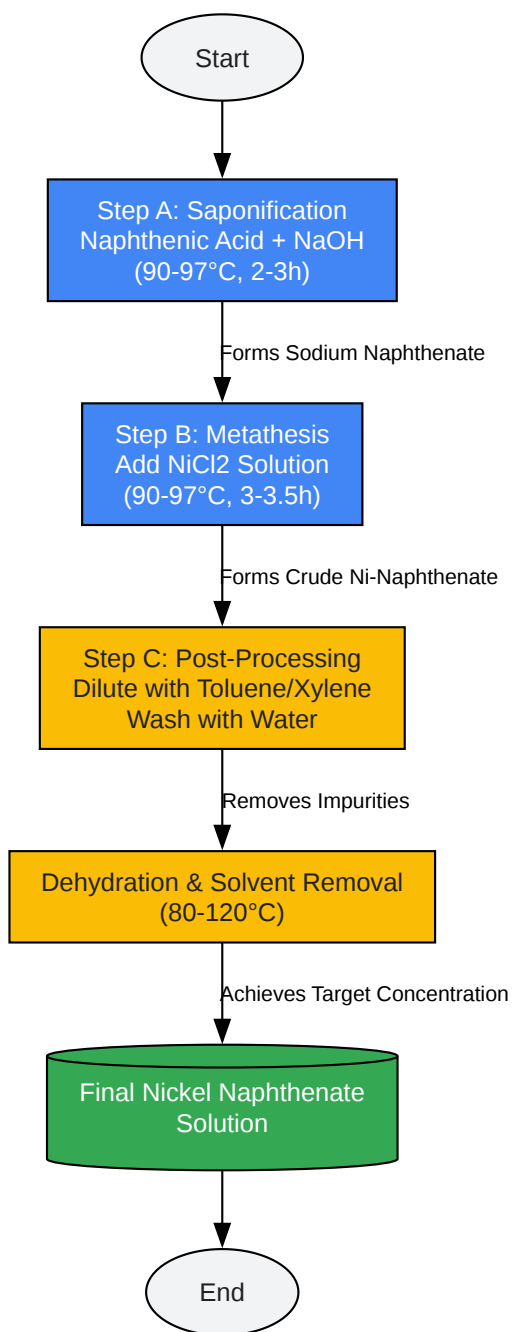 Start
Step A: Saponification
Naphthenic Acid + NaOH
(90-97°C, 2-3h)
Forms Sodium Naphthenate
Step B: Metathesis
Add NiCl2 Solution
(90-97°C, 3-3.5h)
Forms Crude Ni-Naphthenate
Step C: Post-Processing
Dilute with Toluene/Xylene
Wash with Water
Removes Impurities
Dehydration & Solvent Removal
(80-120°C)
Achieves Target Concentration
Final Nickel Naphthenate
Solution
End